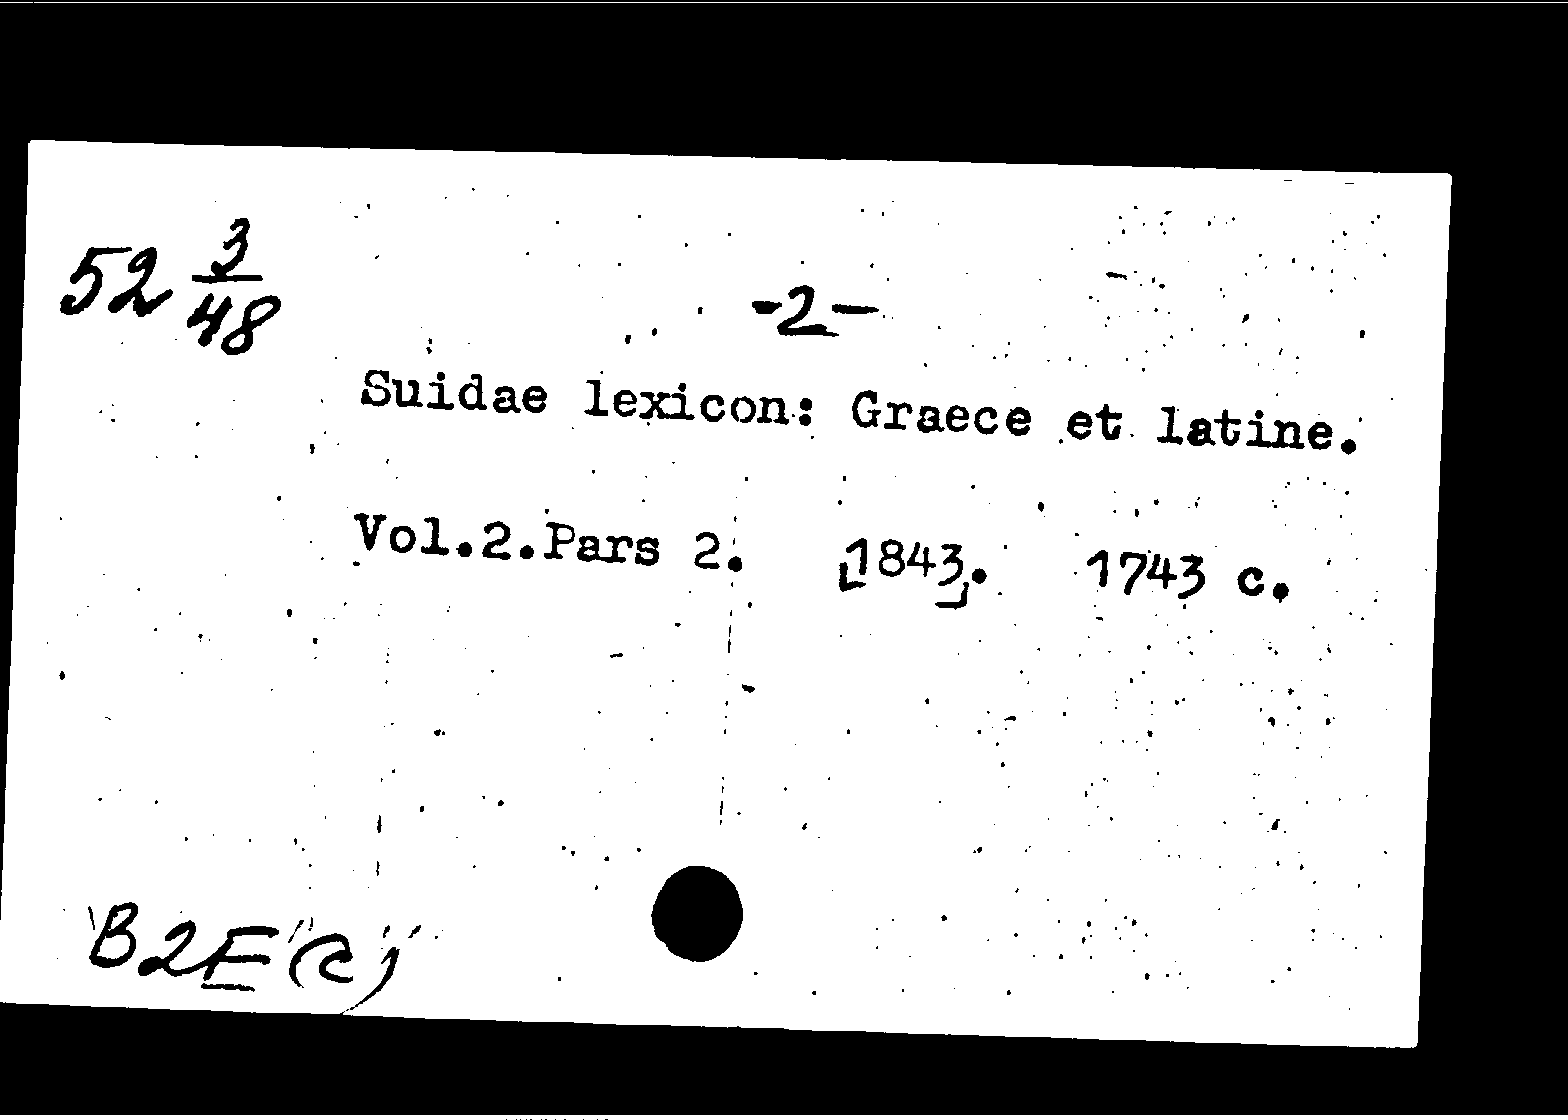 52 3/48
-2-
Suidae lexicon: Graece et latine.
Vol.2.Pars 2. [1843]. 1743 c.
B2E(c)